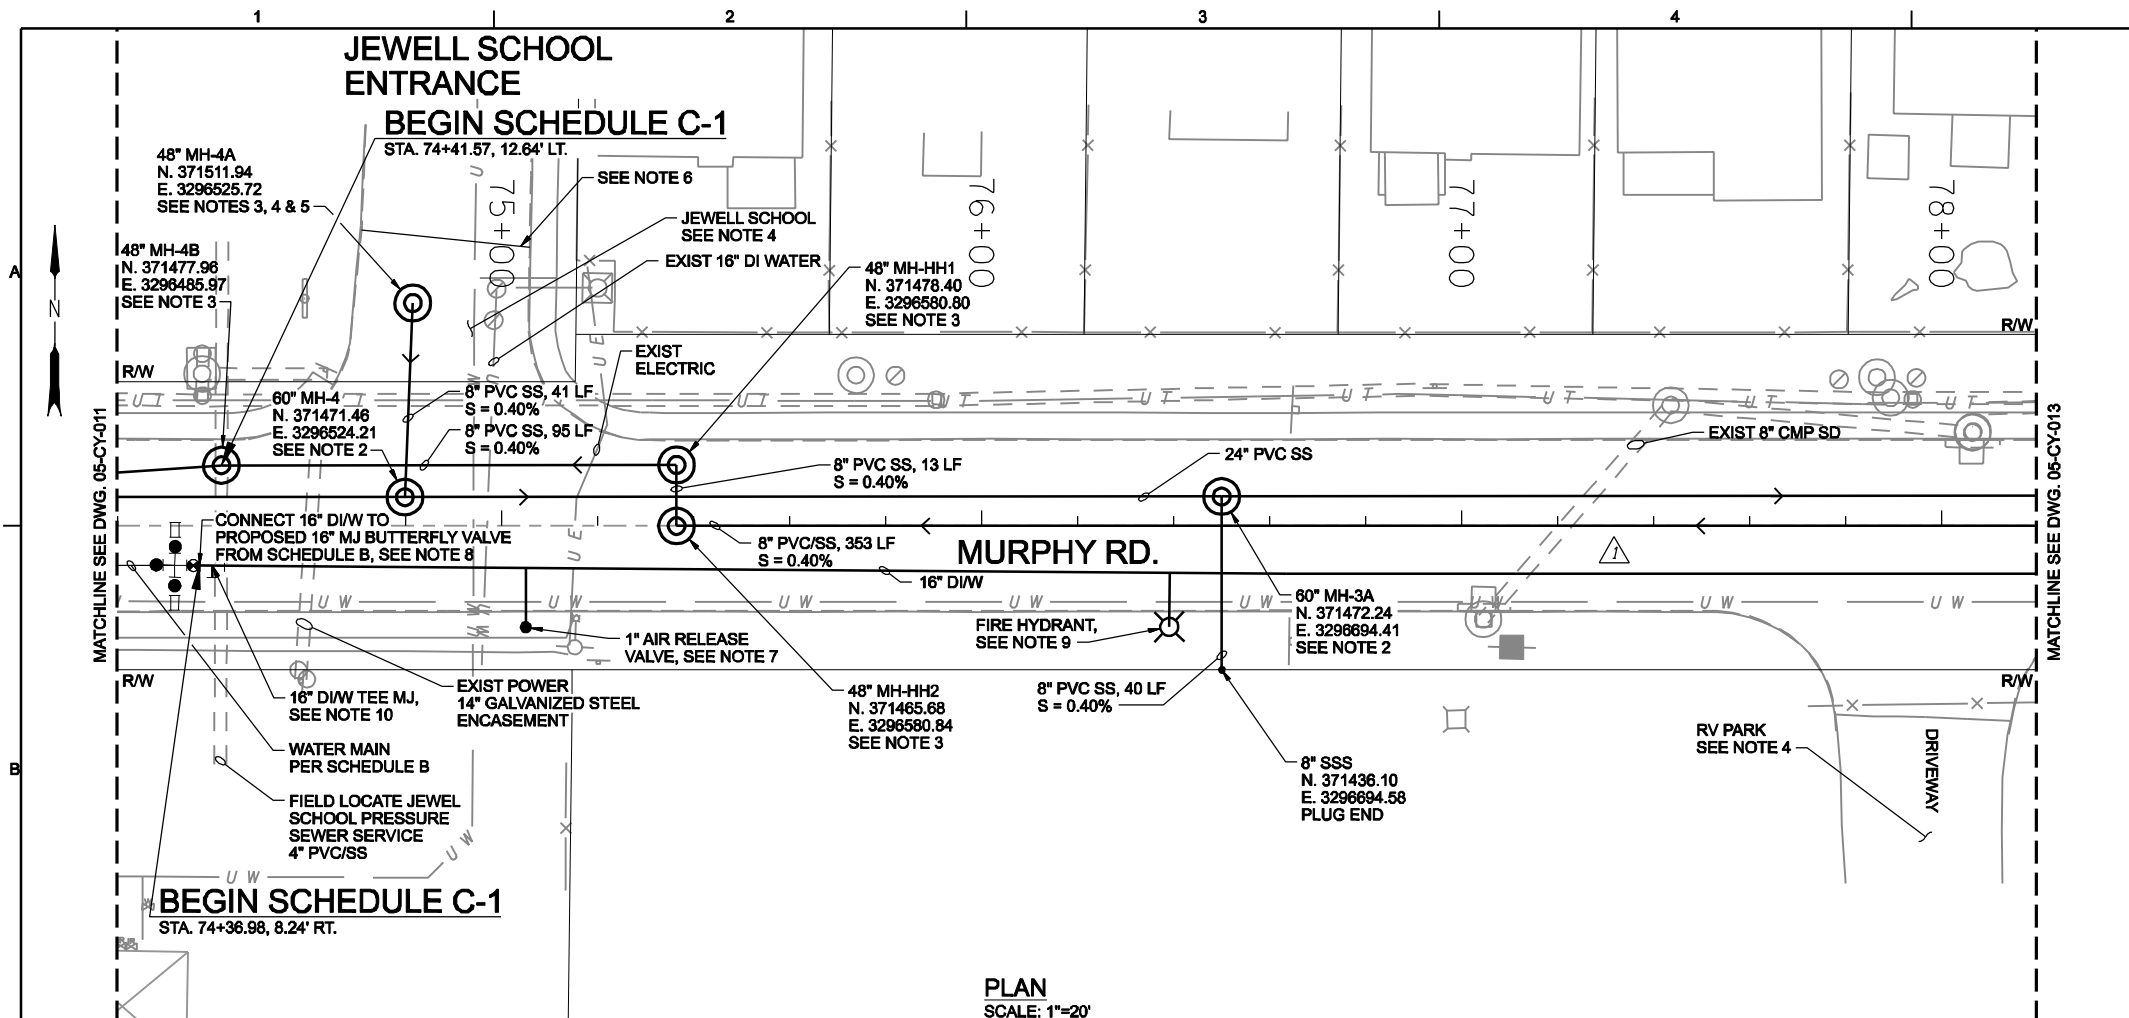 1
2
3
4
JEWELL SCHOOL
ENTRANCE
BEGIN SCHEDULE C-1
STA. 74+41.57, 12.64' LT.
48" MH-4A
N. 371511.94
E. 3296525.72
SEE NOTES 3, 4 & 5
SEE NOTE 6
JEWELL SCHOOL
SEE NOTE 4
EXIST 16" DI WATER
75+00
76+00
77+00
78+00
A
N
48" MH-4B
N. 371477.96
E. 3296485.97
SEE NOTE 3
48" MH-HH1
N. 371478.40
E. 3296580.80
SEE NOTE 3
R/W
R/W
EXIST
ELECTRIC
60" MH-4
N. 371471.46
E. 3296524.21
SEE NOTE 2
8" PVC SS, 41 LF
S = 0.40%
8" PVC SS, 95 LF
S = 0.40%
8" PVC SS, 13 LF
S = 0.40%
24" PVC SS
EXIST 8" CMP SD
U T
U T
U T
U T
U T
U T
U T
U T
MATCHLINE SEE DWG. 05-CY-011
MATCHLINE SEE DWG. 05-CY-013
CONNECT 16" DI/W TO
PROPOSED 16" MJ BUTTERFLY VALVE
FROM SCHEDULE B, SEE NOTE 8
8" PVC/SS, 353 LF
S = 0.40%
MURPHY RD.
1
16" DI/W
U E
U E
U W
U W
U W
U W
U W
U W
U W
U W
1" AIR RELEASE
VALVE, SEE NOTE 7
FIRE HYDRANT,
SEE NOTE 9
60" MH-3A
N. 371472.24
E. 3296694.41
SEE NOTE 2
R/W
R/W
16" DI/W TEE MJ,
SEE NOTE 10
EXIST POWER
14" GALVANIZED STEEL
ENCASEMENT
48" MH-HH2
N. 371465.68
E. 3296580.84
SEE NOTE 3
8" PVC SS, 40 LF
S = 0.40%
WATER MAIN
PER SCHEDULE B
B
8" SSS
N. 371436.10
E. 3296694.58
PLUG END
RV PARK
SEE NOTE 4
DRIVEWAY
FIELD LOCATE JEWEL
SCHOOL PRESSURE
SEWER SERVICE
4" PVC/SS
U W
U W
BEGIN SCHEDULE C-1
STA. 74+36.98, 8.24' RT.
PLAN
SCALE: 1"=20'